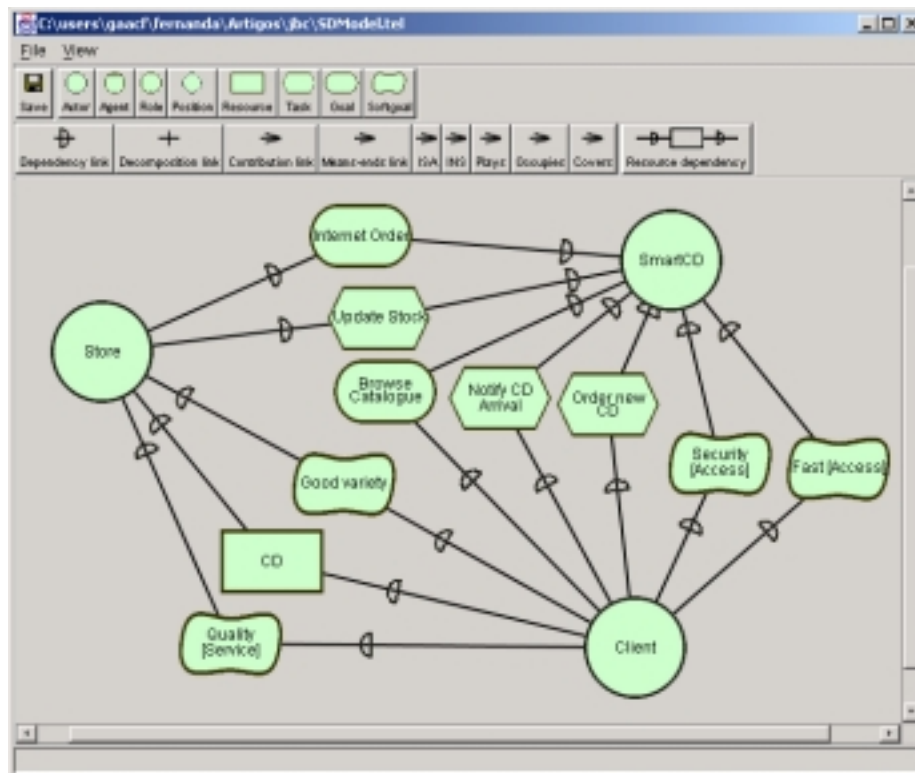 C:\users\gaacf\fernanda\Artigos\jbc\SDModel.tel
File View
Save Actor Agent Role Position Resource Task Goal Softgoal
Dependency link Decomposition link Contribution link Means-ends link ISA INS Plays Occupies Covers Resource dependency
Internet Order
SmartCD
Update Stock
Store
Browse
Catalogue
Notify CD
Arrival
Order new
CD
Security
[Access]
Fast [Access]
Good variety
CD
Quality
[Service]
Client